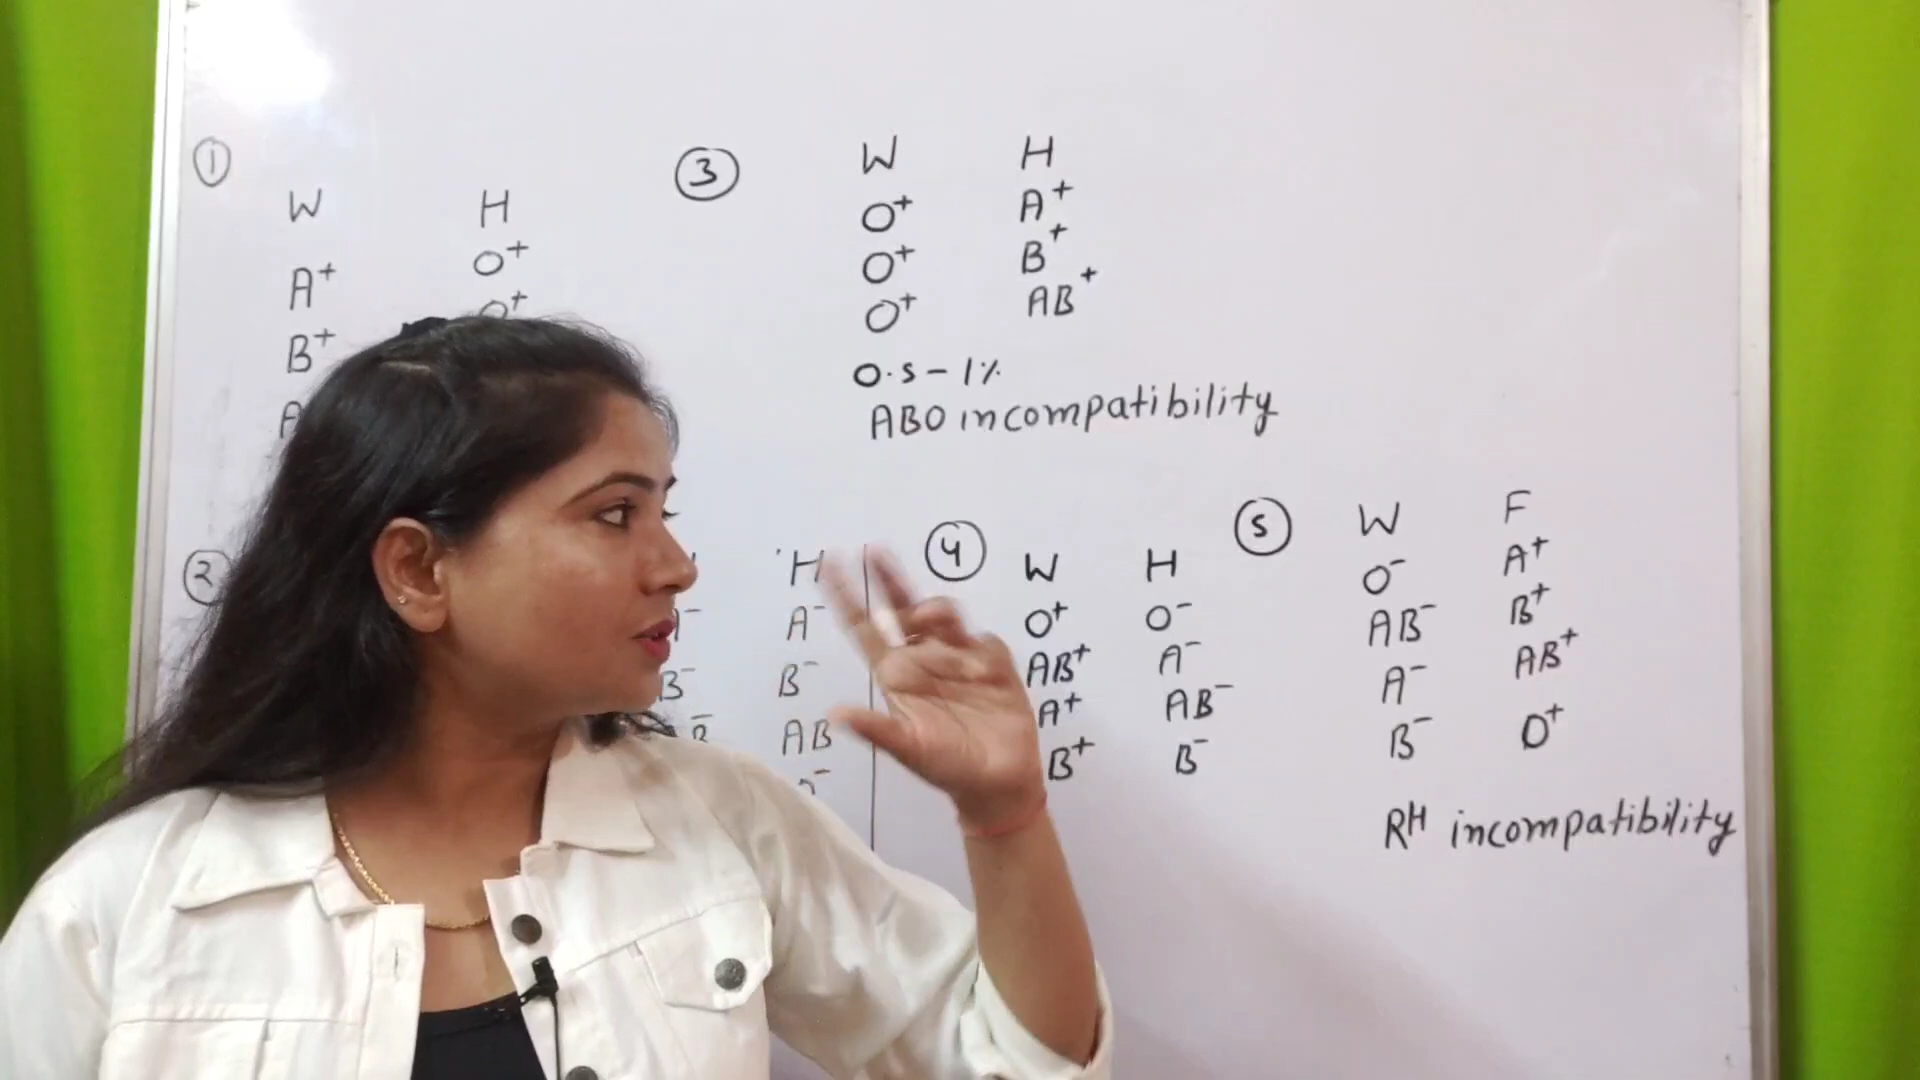 ①
W H
A+ O+
B+ O+
A
②
H
A- A-
B- B-
B- AB
③
W H
O+ A+
O+ B+
O+ AB+
0.5-1%
ABO incompatibility
④
W H
O+ O-
AB+ A-
A+ AB-
B+ B-
⑤
W F
O- A+
AB- B+
A- AB+
B- O+
RH incompatibility